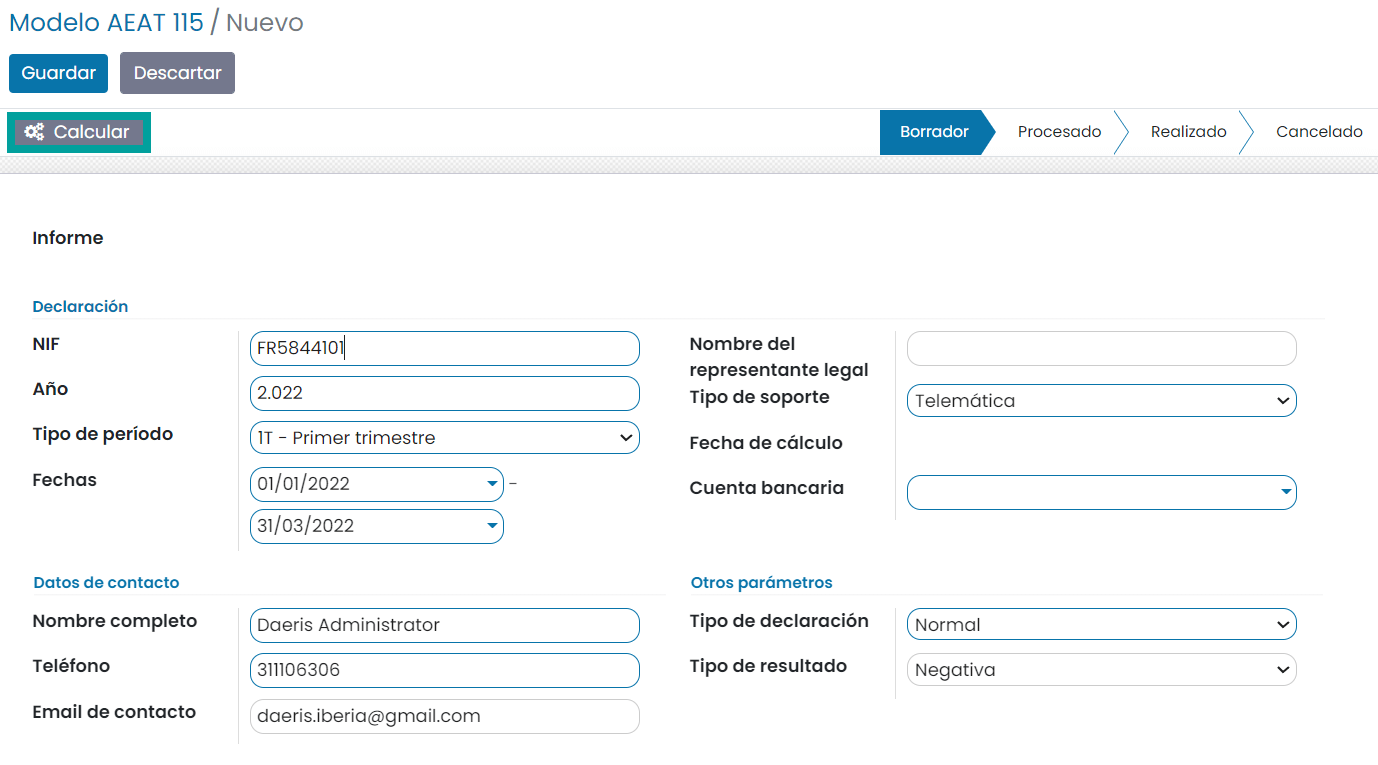 Modelo AEAT 115 / Nuevo
Guardar Descartar
Calcular
Borrador Procesado Realizado Cancelado
Informe
Declaración
NIF
FR5844101
Año
2.022
Tipo de período
1T - Primer trimestre
Fechas
01/01/2022 -
31/03/2022
Nombre del
representante legal
Tipo de soporte
Telemática
Fecha de cálculo
Cuenta bancaria
Datos de contacto
Nombre completo
Daeris Administrator
Teléfono
311106306
Email de contacto
daeris.iberia@gmail.com
Otros parámetros
Tipo de declaración
Normal
Tipo de resultado
Negativa